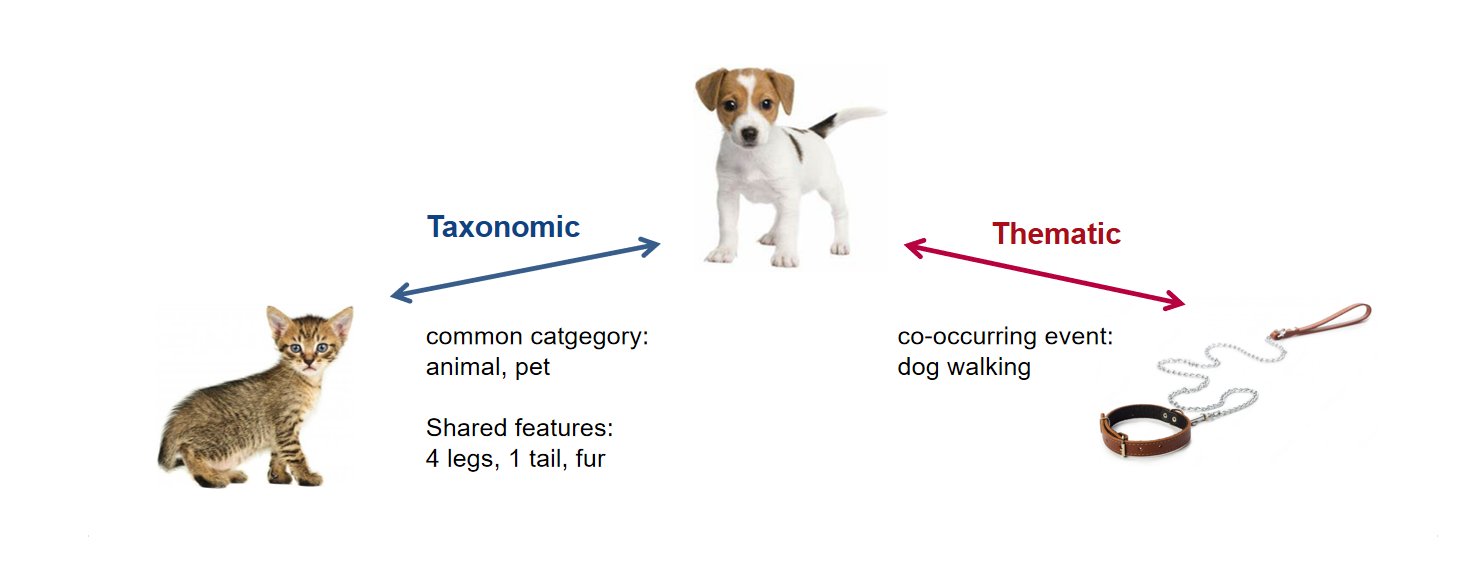 Taxonomic
Thematic
common catgegory:
animal, pet
Shared features:
4 legs, 1 tail, fur
co-occurring event:
dog walking